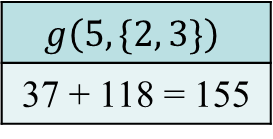 g(5,{2,3})
37 + 118 = 155